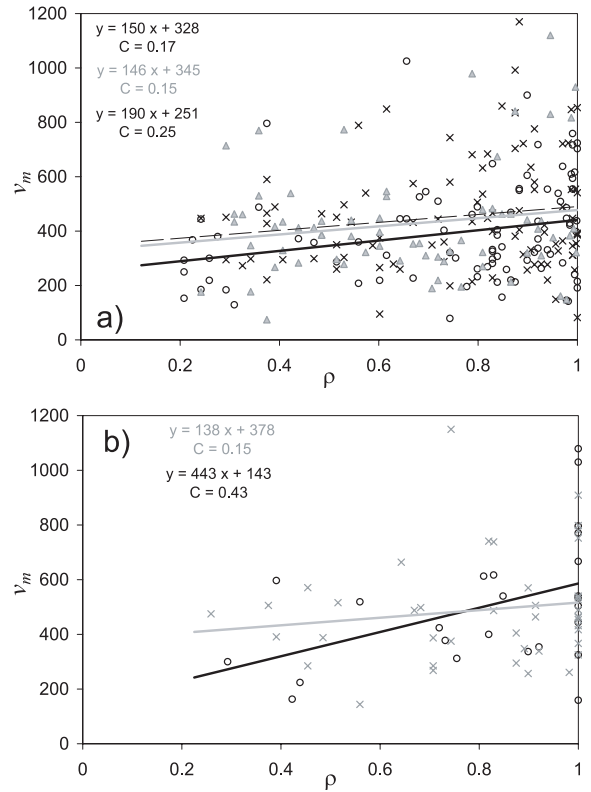 1200
y = 150 x + 328
C = 0.17
1000
y = 146 x + 345
C = 0.15
y = 190 x + 251
800
C = 0.25
v_m
600
400
200
a)
0
0 0.2 0.4 0.6 0.8 1
ρ
1200
b)
y = 138 x + 378
C = 0.15
1000
y = 443 x + 143
C = 0.43
800
v_m
600
400
200
0
0 0.2 0.4 0.6 0.8 1
ρ